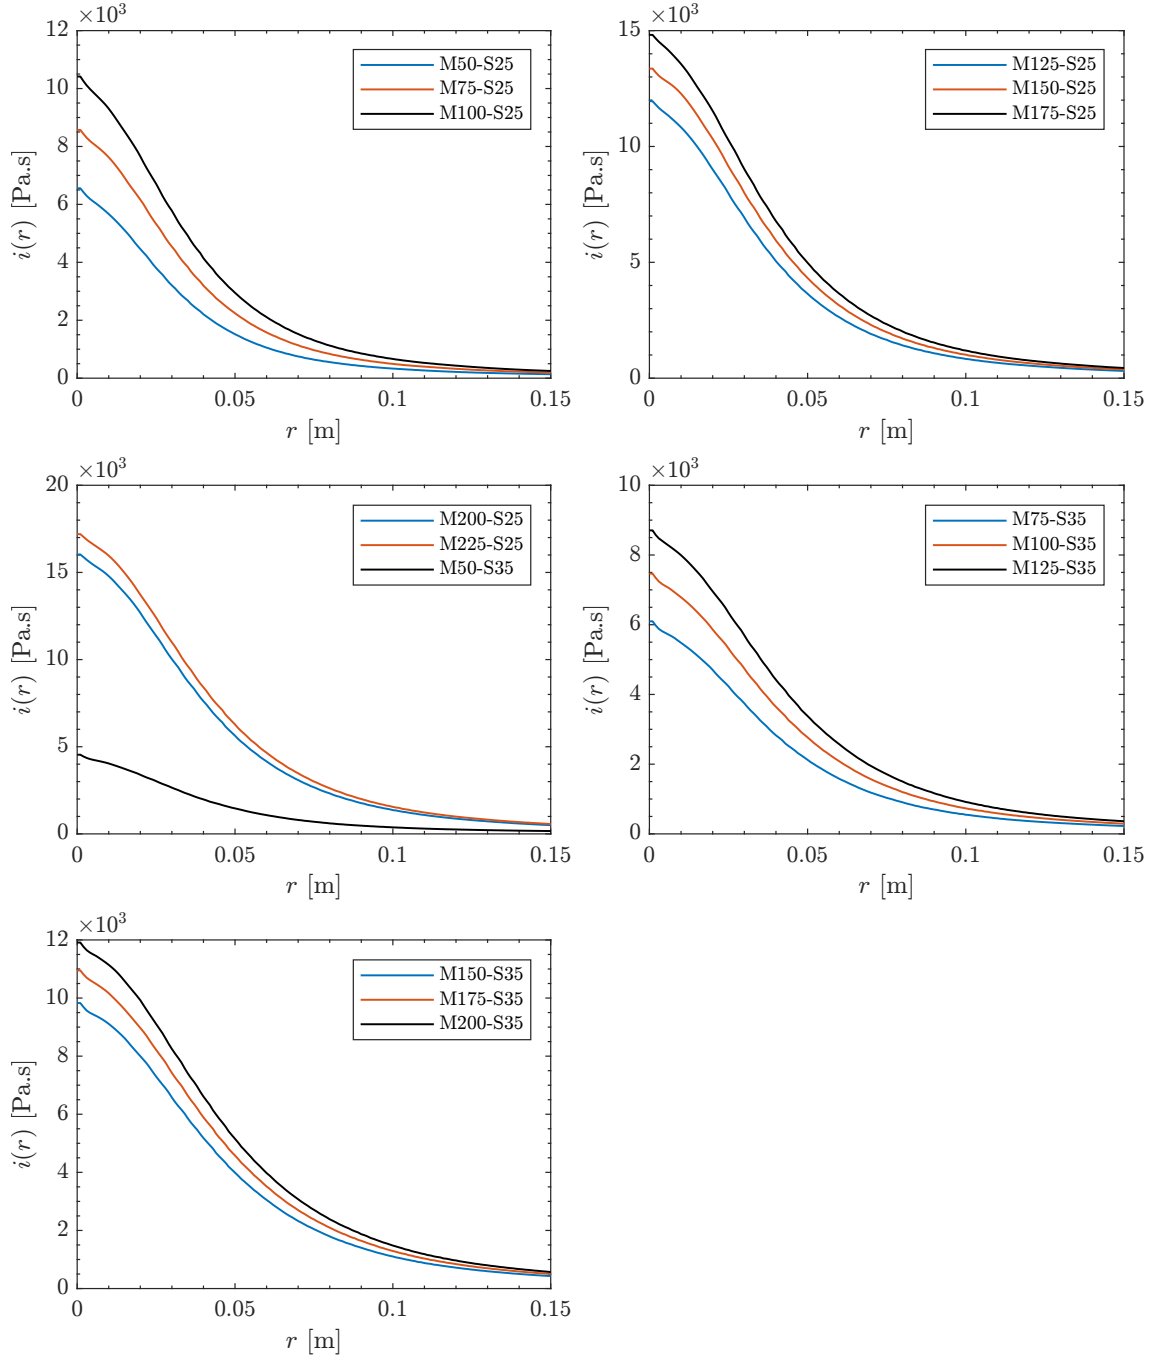 ×10³
12
10
8
6
4
2
0
i(r) [Pa.s]
M50-S25
M75-S25
M100-S25
0 0.05 0.1 0.15
r [m]
×10³
15
10
5
0
i(r) [Pa.s]
M125-S25
M150-S25
M175-S25
0 0.05 0.1 0.15
r [m]
×10³
20
15
10
5
0
i(r) [Pa.s]
M200-S25
M225-S25
M50-S35
0 0.05 0.1 0.15
r [m]
×10³
10
8
6
4
2
0
i(r) [Pa.s]
M75-S35
M100-S35
M125-S35
0 0.05 0.1 0.15
r [m]
×10³
12
10
8
6
4
2
0
i(r) [Pa.s]
M150-S35
M175-S35
M200-S35
0 0.05 0.1 0.15
r [m]